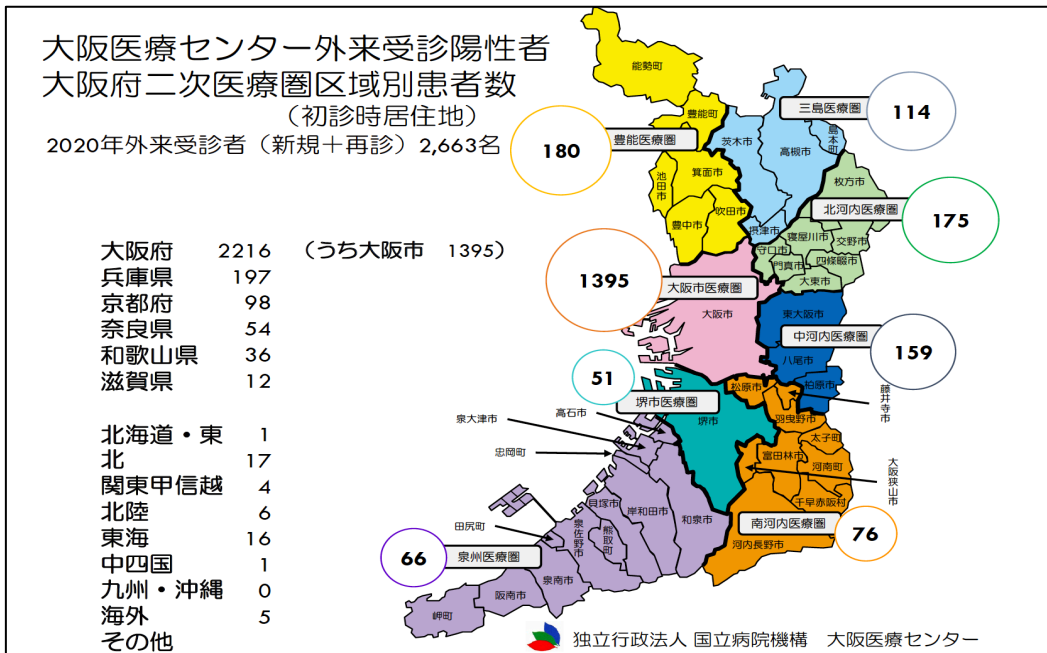 大阪医療センター外来受診陽性者
大阪府二次医療圏区域別患者数
（初診時居住地）
2020年外来受診者（新規＋再診）2,663名
大阪府 2216 （うち大阪市 1395）
兵庫県 197
京都府 98
奈良県 54
和歌山県 36
滋賀県 12
北海道・東 1
北 17
関東甲信越 4
北陸 6
東海 16
中四国 1
九州・沖縄 0
海外 5
その他
能勢町
豊能町
豊能医療圏
180
池田市
箕面市
豊中市
吹田市
三島医療圏
114
茨木市
高槻市
島本町
摂津市
枚方市
北河内医療圏
175
寝屋川市
交野市
守口市
門真市
四條畷市
大東市
1395
大阪市医療圏
大阪市
東大阪市
中河内医療圏
159
八尾市
柏原市
51
堺市医療圏
堺市
松原市
藤井寺市
羽曳野市
太子町
富田林市
河南町
大阪狭山市
千早赤阪村
南河内医療圏
76
河内長野市
高石市
泉大津市
忠岡町
和泉市
岸和田市
貝塚市
熊取町
泉佐野市
田尻町
66
泉州医療圏
泉南市
阪南市
岬町
独立行政法人 国立病院機構 大阪医療センター